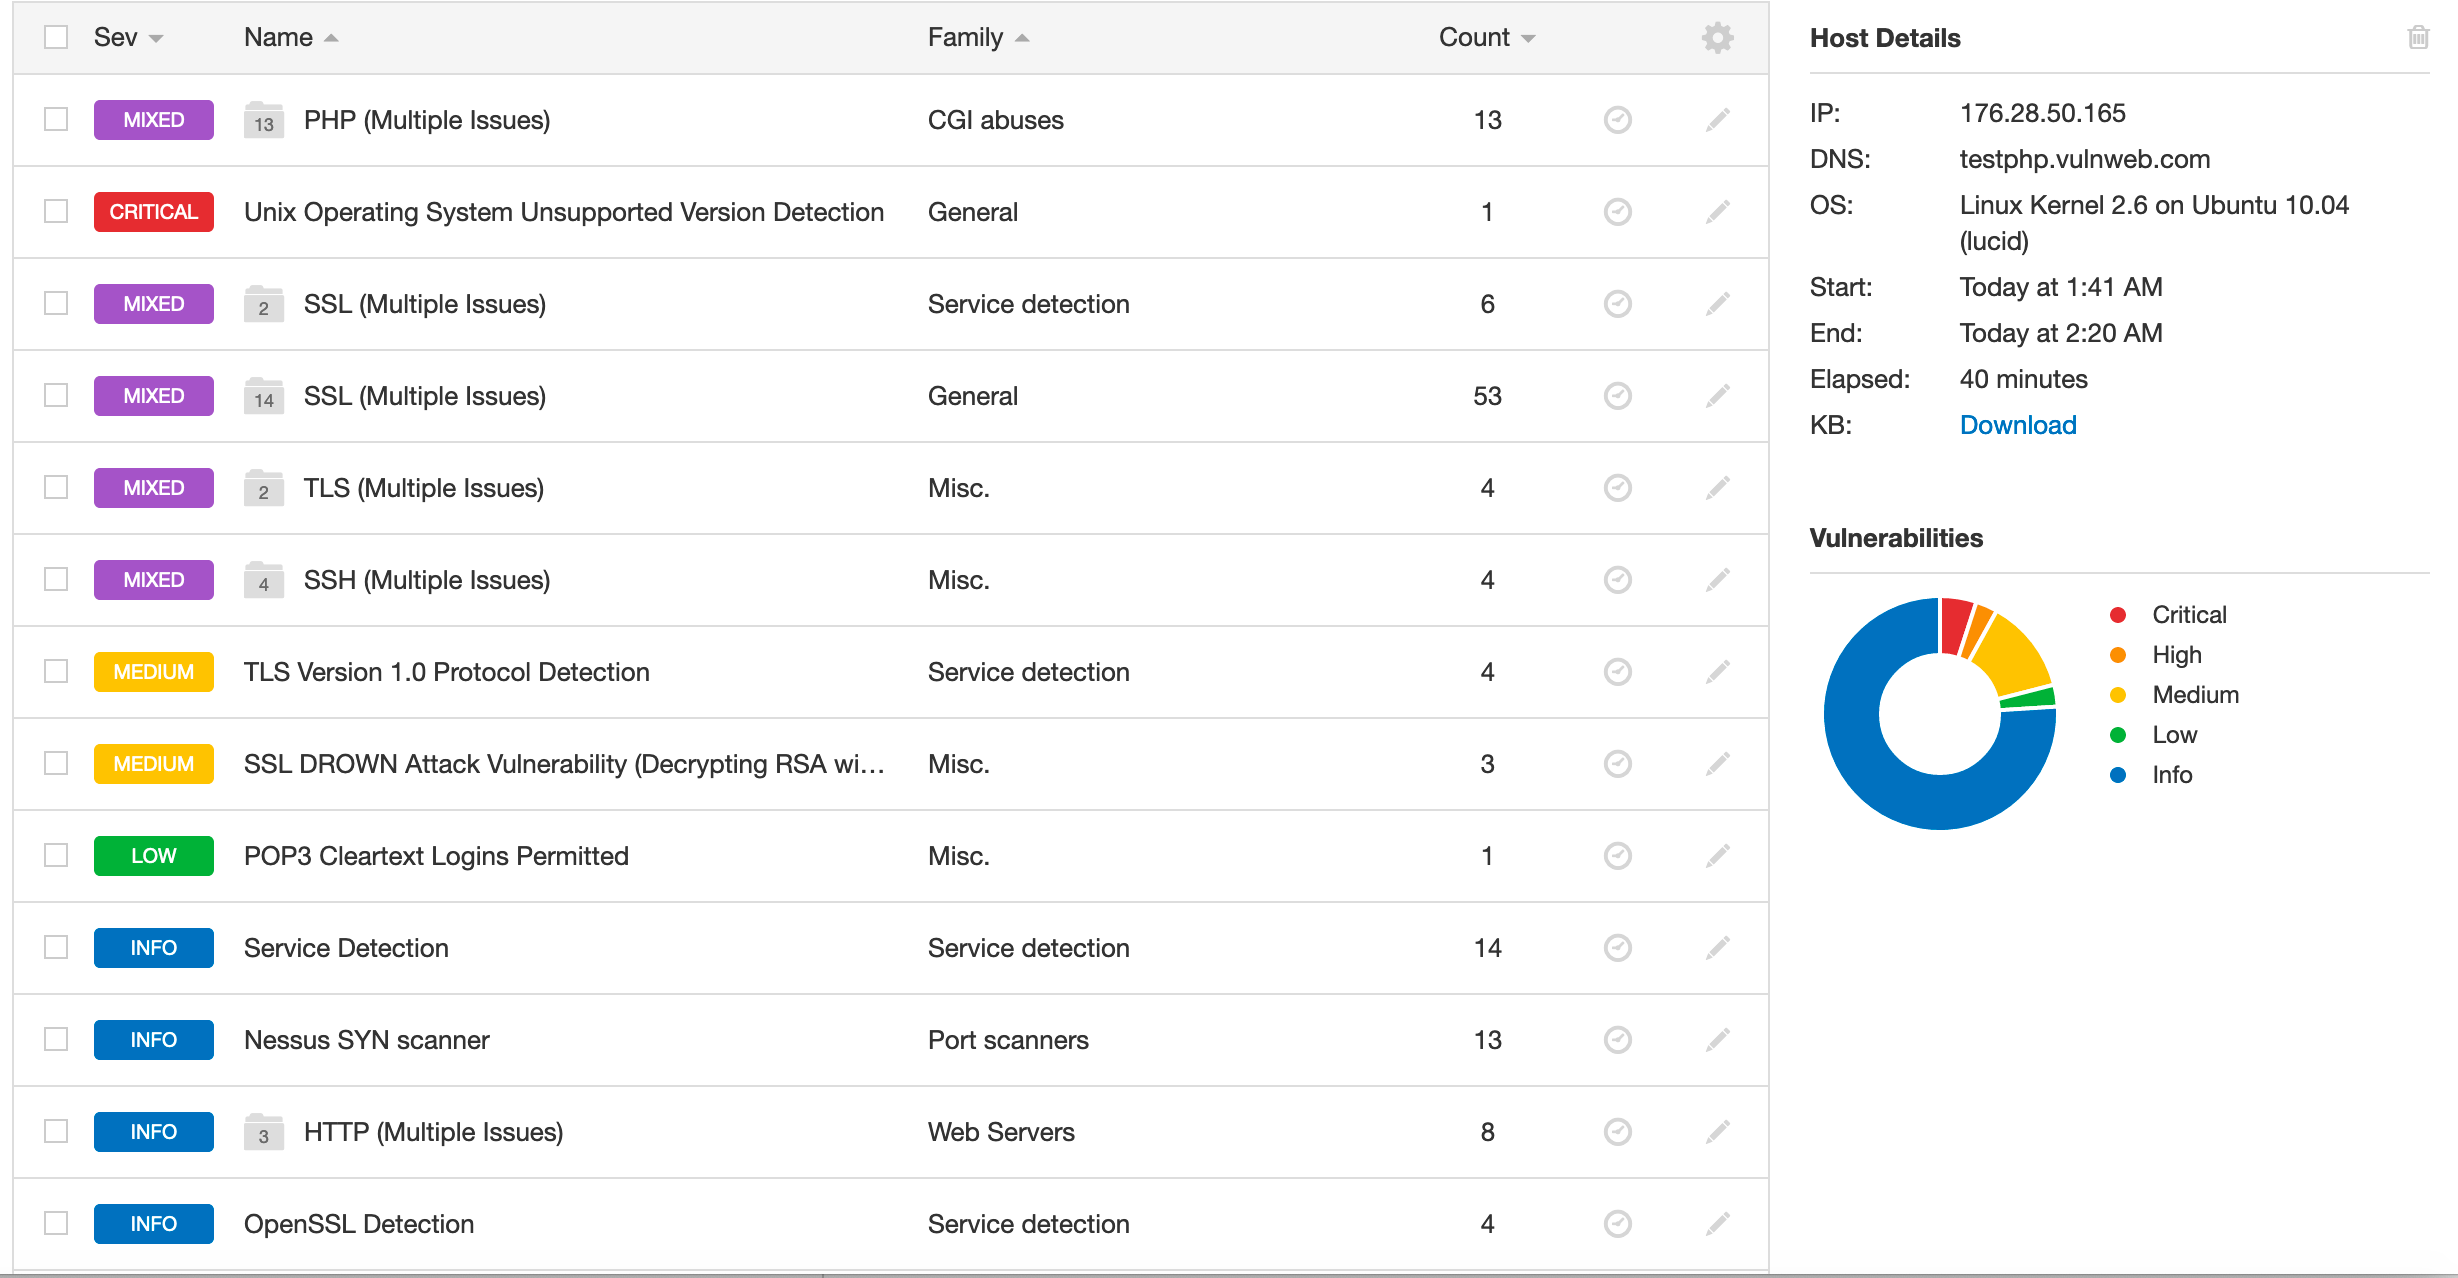 Sev Name Family Count
MIXED 13 PHP (Multiple Issues) CGI abuses 13
CRITICAL Unix Operating System Unsupported Version Detection General 1
MIXED 2 SSL (Multiple Issues) Service detection 6
MIXED 14 SSL (Multiple Issues) General 53
MIXED 2 TLS (Multiple Issues) Misc. 4
MIXED 4 SSH (Multiple Issues) Misc. 4
MEDIUM TLS Version 1.0 Protocol Detection Service detection 4
MEDIUM SSL DROWN Attack Vulnerability (Decrypting RSA wi... Misc. 3
LOW POP3 Cleartext Logins Permitted Misc. 1
INFO Service Detection Service detection 14
INFO Nessus SYN scanner Port scanners 13
INFO 3 HTTP (Multiple Issues) Web Servers 8
INFO OpenSSL Detection Service detection 4
Host Details
IP: 176.28.50.165
DNS: testphp.vulnweb.com
OS: Linux Kernel 2.6 on Ubuntu 10.04
(lucid)
Start: Today at 1:41 AM
End: Today at 2:20 AM
Elapsed: 40 minutes
KB: Download
Vulnerabilities
Critical
High
Medium
Low
Info